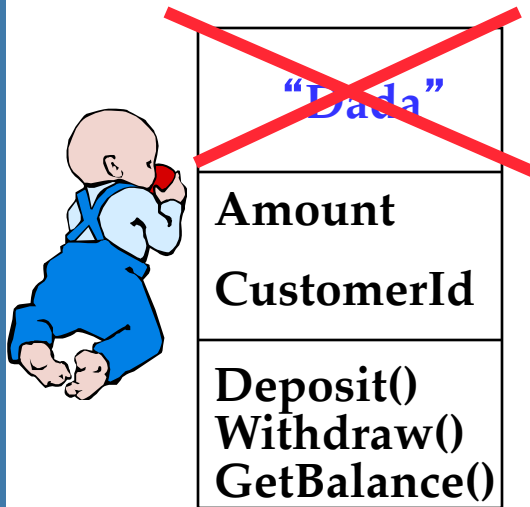 “Dada”
Amount
CustomerId
Deposit()
Withdraw()
GetBalance()